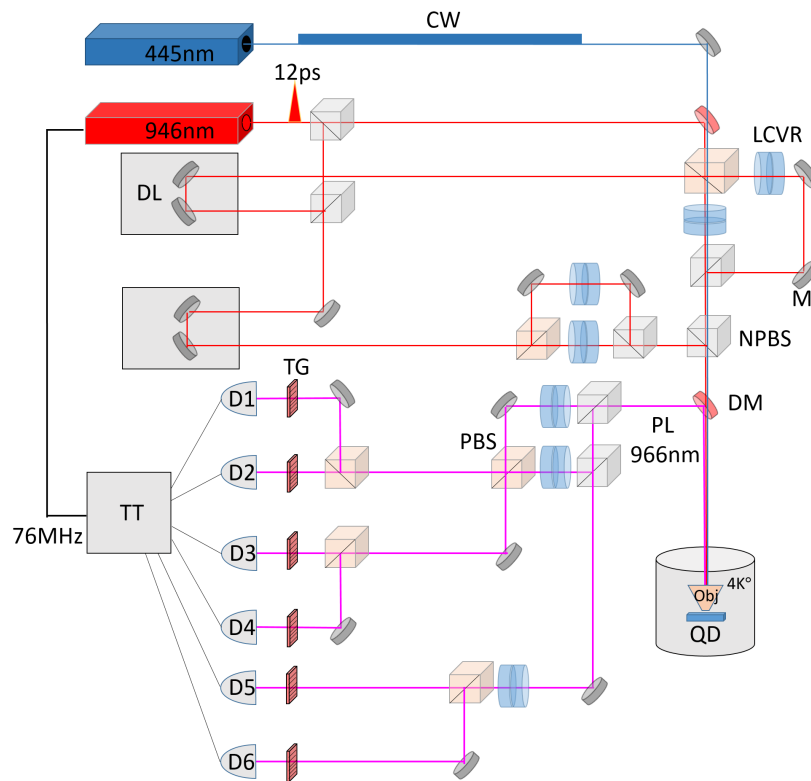 CW
445nm
12ps
946nm
LCVR
DL
M
NPBS
TG
D1
DM
PBS
PL
966nm
D2
TT
76MHz
D3
4K°
Obj
QD
D4
D5
D6